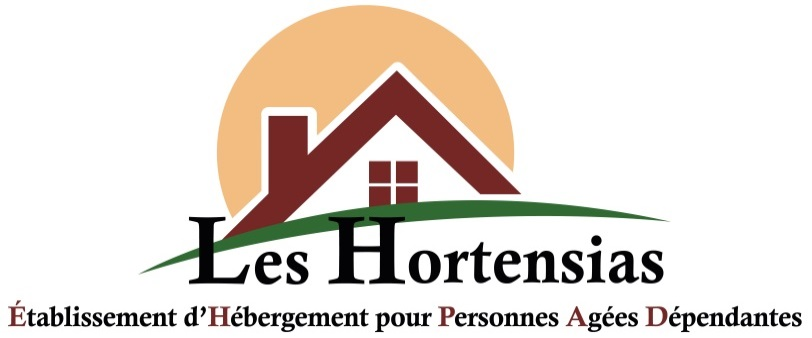 Les Hortensias
Établissement d'Hébergement pour Personnes Agées Dépendantes